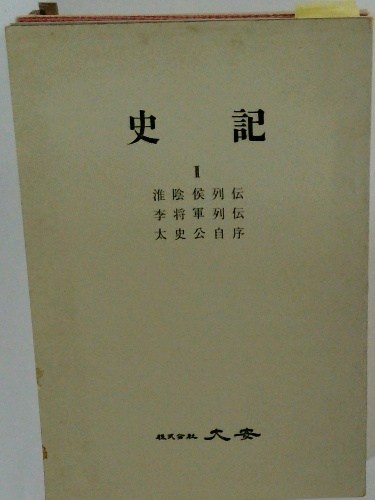 史記
I
淮陰侯列伝
李将軍列伝
太史公自序
株式会社 大安